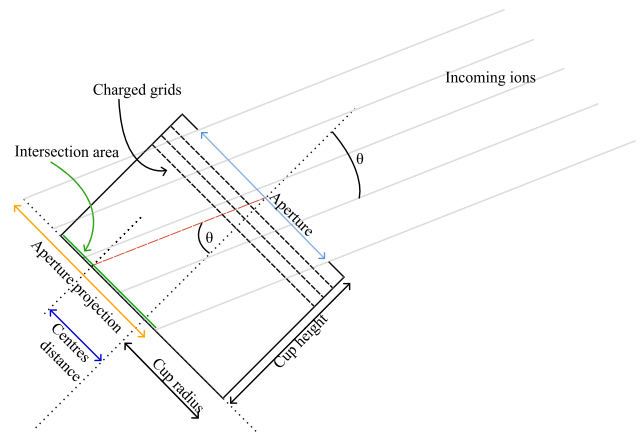 Incoming ions
Charged grids
Intersection area
θ
Aperture
θ
Aperture projection
Centres
distance
Cup radius
Cup height